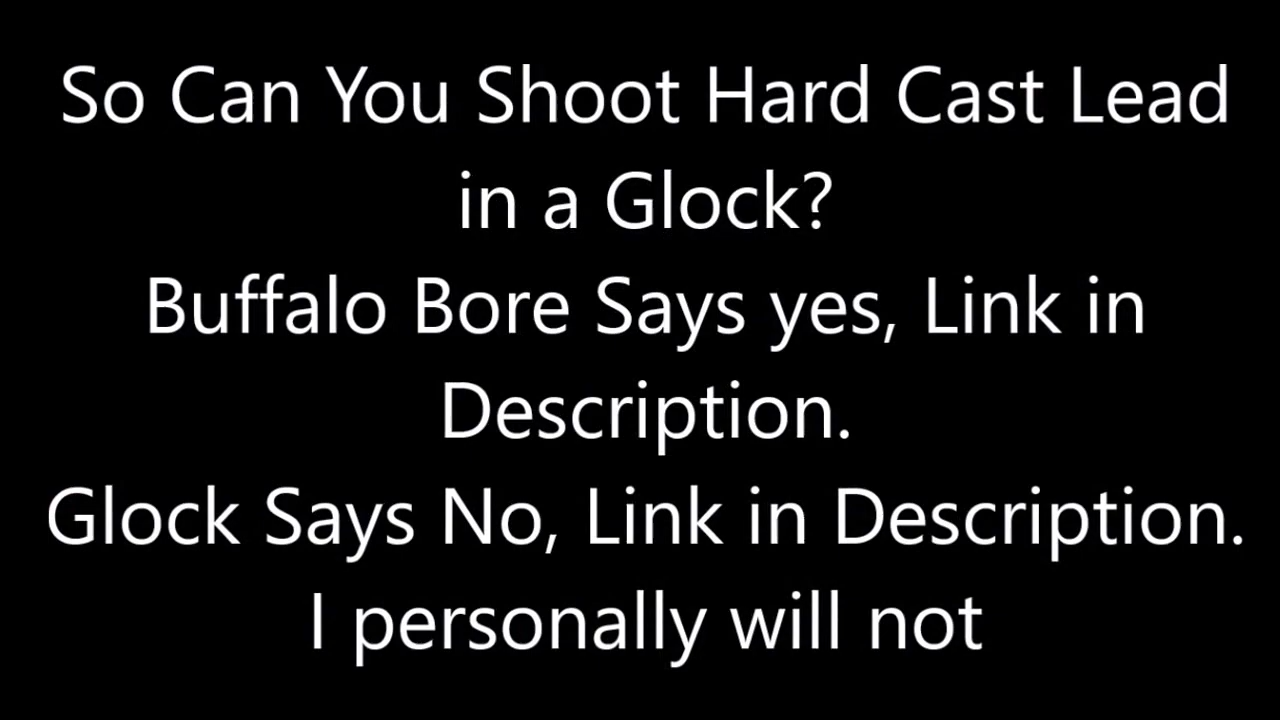 So Can You Shoot Hard Cast Lead
in a Glock?
Buffalo Bore Says yes, Link in
Description.
Glock Says No, Link in Description.
I personally will not